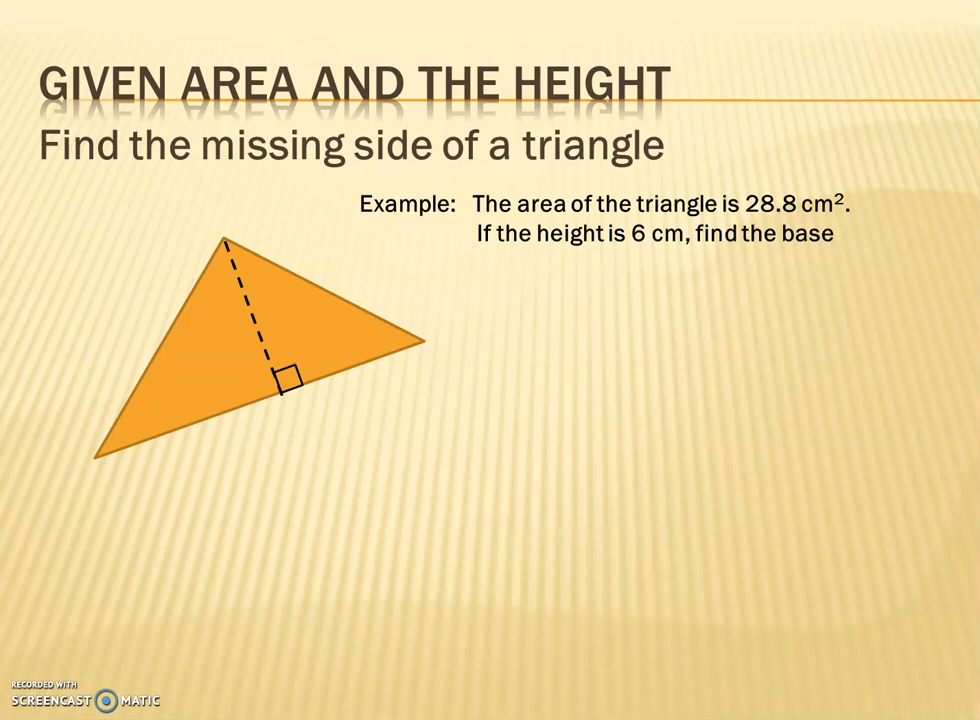 GIVEN AREA AND THE HEIGHT
Find the missing side of a triangle
Example: The area of the triangle is 28.8 cm².
If the height is 6 cm, find the base
RECORDED WITH
SCREENCAST MATIC